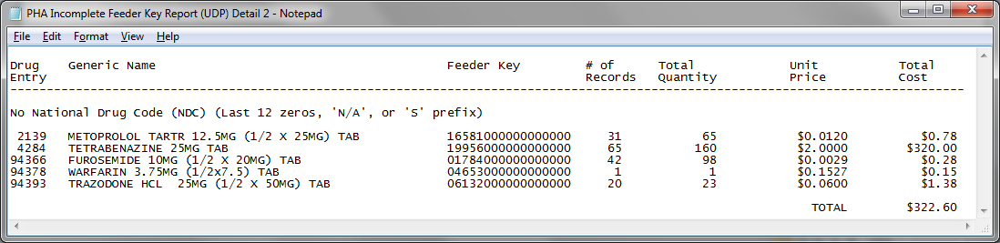 PHA Incomplete Feeder Key Report (UDP) Detail 2 - Notepad
File Edit Format View Help
Drug Generic Name Feeder Key # of Total Unit Total
Entry Records Quantity Price Cost
-----------------------------------------------------------------------------------------------------------------------------------
No National Drug Code (NDC) (Last 12 zeros, 'N/A', or 'S' prefix)
2139 METOPROLOL TARTR 12.5MG (1/2 X 25MG) TAB 16581000000000000 31 65 $0.0120 $0.78
4284 TETRABENAZINE 25MG TAB 19956000000000000 65 160 $2.0000 $320.00
94366 FUROSEMIDE 10MG (1/2 X 20MG) TAB 01784000000000000 42 98 $0.0029 $0.28
94378 WARFARIN 3.75MG (1/2x7.5) TAB 04653000000000000 1 1 $0.1527 $0.15
94393 TRAZODONE HCL  25MG (1/2 X 50MG) TAB 06132000000000000 20 23 $0.0600 $1.38
TOTAL $322.60